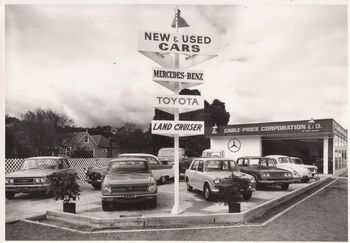 NEW & USED
CARS
MERCEDES-BENZ
TOYOTA
LAND CRUISER
CABLE-PRICE CORPORATION LTD.